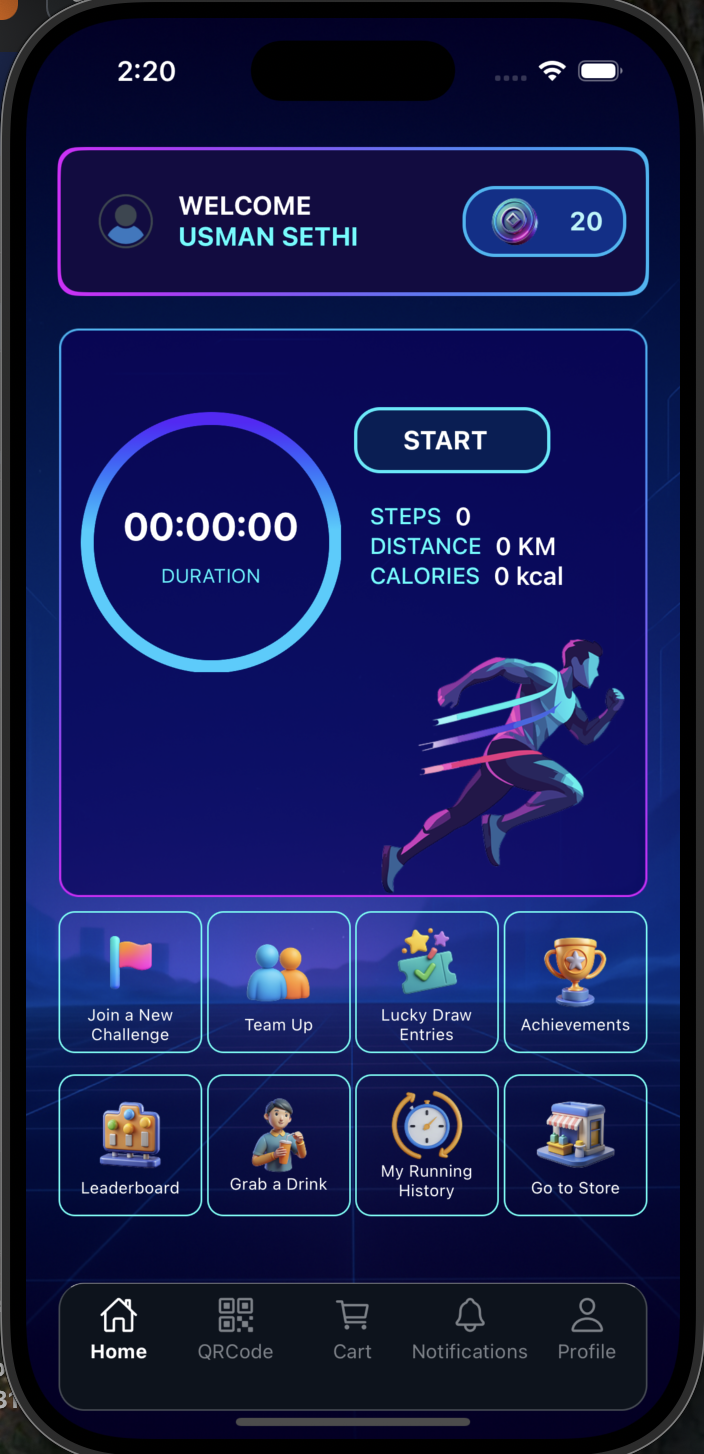 2:20
WELCOME
USMAN SETHI
20
START
00:00:00
DURATION
STEPS 0
DISTANCE 0 KM
CALORIES 0 kcal
Join a New
Challenge
Team Up
Lucky Draw
Entries
Achievements
Leaderboard
Grab a Drink
My Running
History
Go to Store
Home
QRCode
Cart
Notifications
Profile